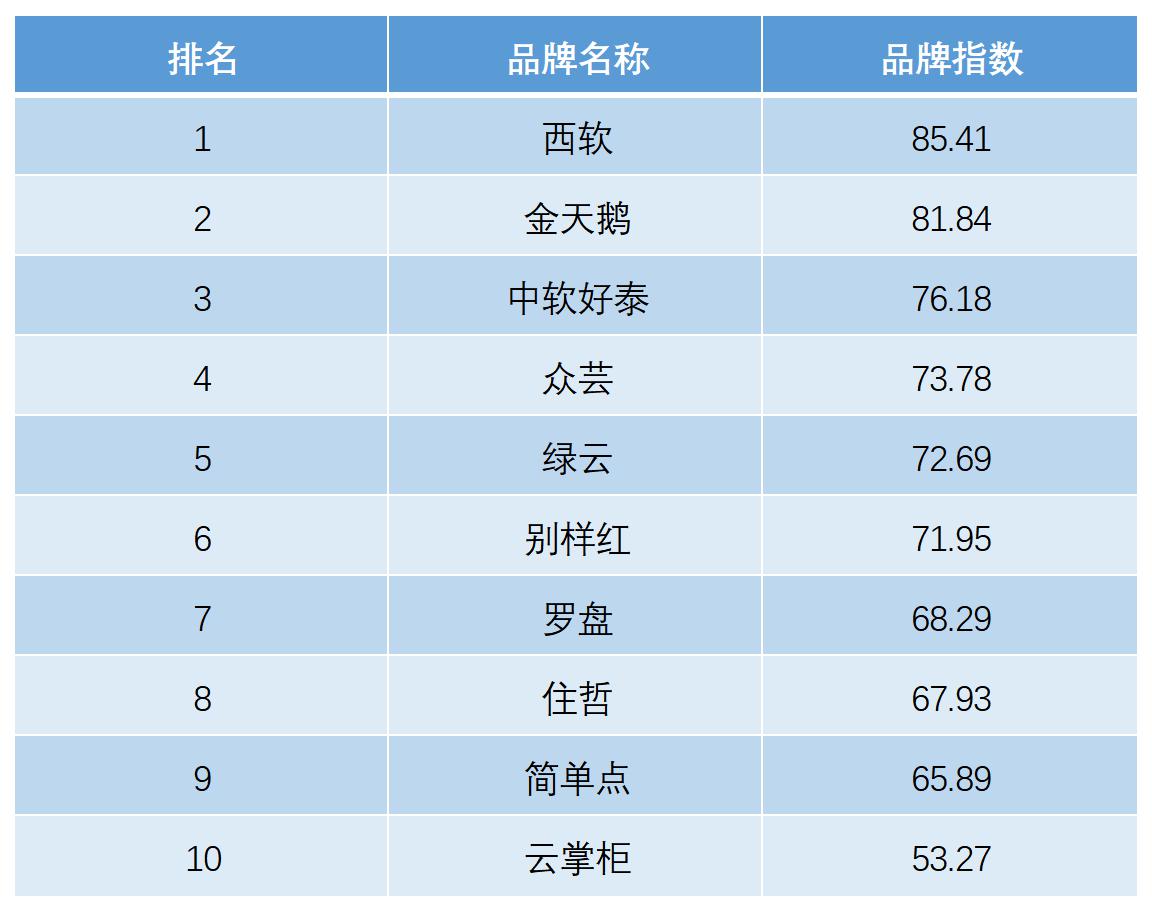 排名 品牌名称 品牌指数
1 西软 85.41
2 金天鹅 81.84
3 中软好泰 76.18
4 众芸 73.78
5 绿云 72.69
6 别样红 71.95
7 罗盘 68.29
8 住哲 67.93
9 简单点 65.89
10 云掌柜 53.27